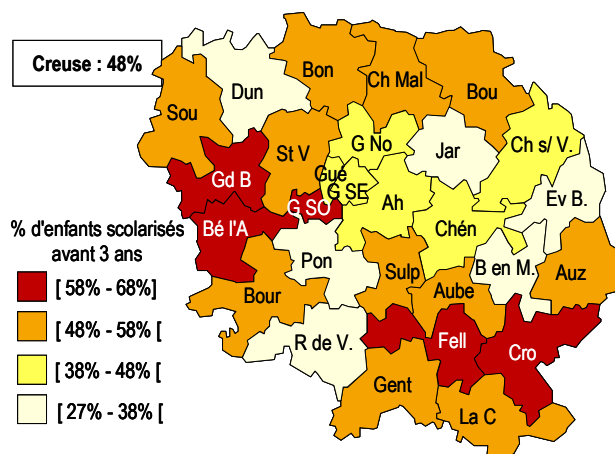 Creuse : 48%
Bon
Ch Mal
Dun
Bou
Sou
G No
Ch s/ V.
St V
Jar
Gué
Gd B
G SE
Ev B.
G SO
Ah
Bé l'A
Chén
% d'enfants scolarisés
avant 3 ans
Pon
Sulp
B en M.
Auz
[ 58% - 68%]
Bour
Aube
[ 48% - 58% [
R de V.
Fell
Cro
[ 38% - 48% [
Gent
[ 27% - 38% [
La C